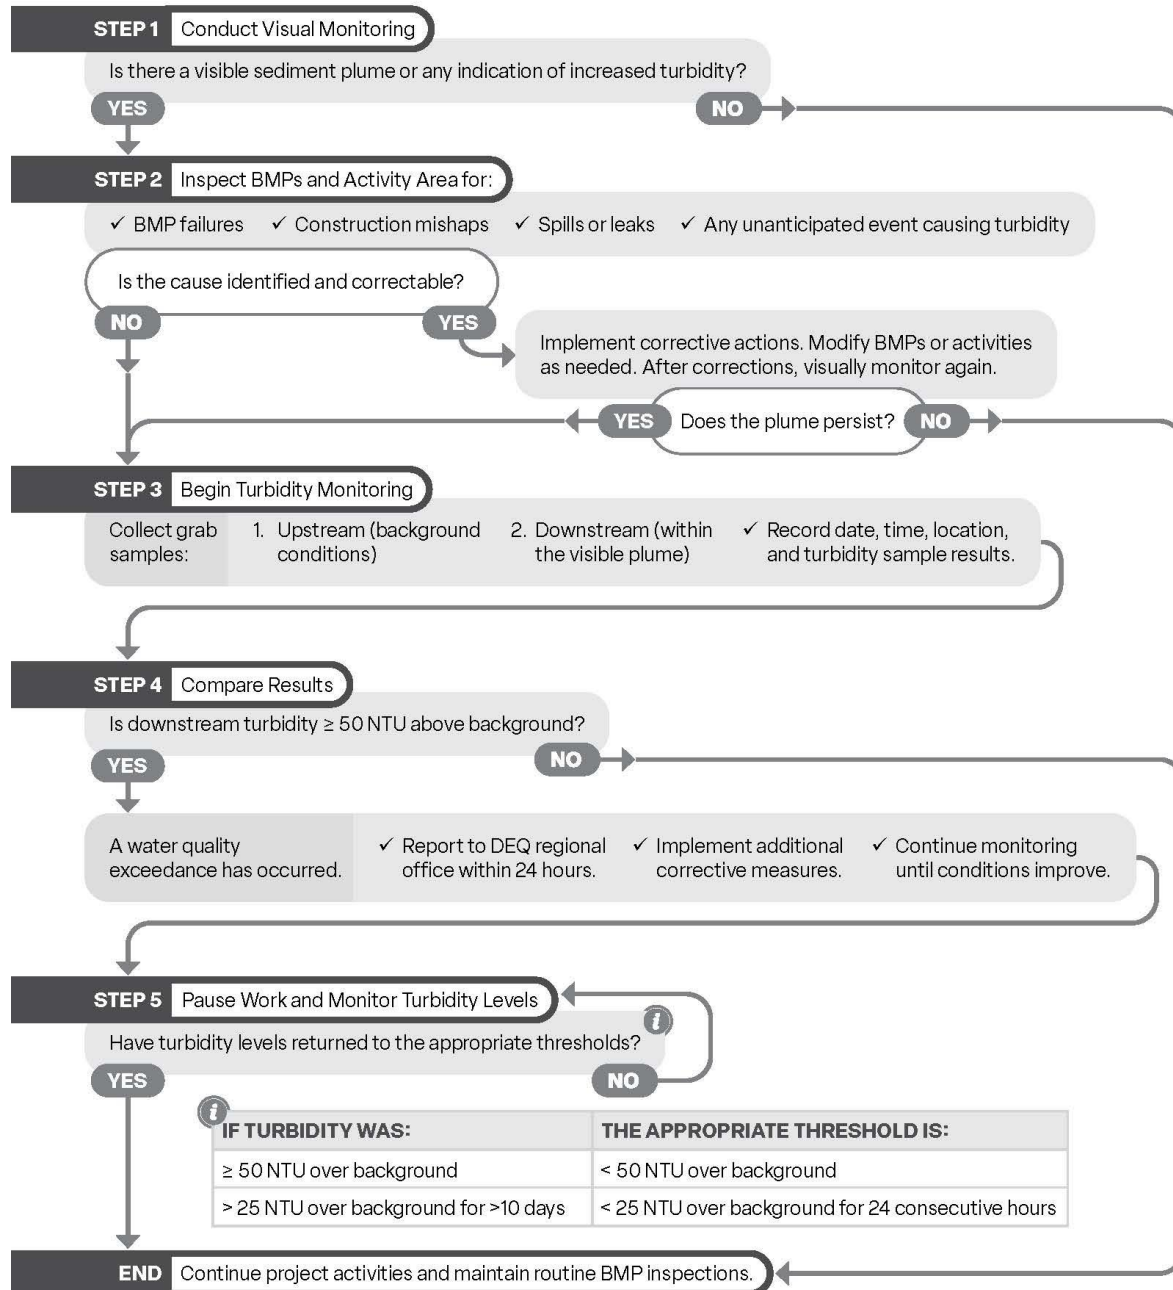 STEP 1 Conduct Visual Monitoring
Is there a visible sediment plume or any indication of increased turbidity?
YES NO
STEP 2 Inspect BMPs and Activity Area for:
✓ BMP failures ✓ Construction mishaps ✓ Spills or leaks ✓ Any unanticipated event causing turbidity
Is the cause identified and correctable?
NO YES
Implement corrective actions. Modify BMPs or activities
as needed. After corrections, visually monitor again.
YES Does the plume persist? NO
STEP 3 Begin Turbidity Monitoring
Collect grab
samples:
1. Upstream (background
conditions)
2. Downstream (within
the visible plume)
✓ Record date, time, location,
and turbidity sample results.
STEP 4 Compare Results
Is downstream turbidity ≥ 50 NTU above background?
YES NO
A water quality
exceedance has occurred.
✓ Report to DEQ regional
office within 24 hours.
✓ Implement additional
corrective measures.
✓ Continue monitoring
until conditions improve.
STEP 5 Pause Work and Monitor Turbidity Levels
i
Have turbidity levels returned to the appropriate thresholds?
YES NO
i
IF TURBIDITY WAS: THE APPROPRIATE THRESHOLD IS:
≥ 50 NTU over background < 50 NTU over background
> 25 NTU over background for >10 days < 25 NTU over background for 24 consecutive hours
END Continue project activities and maintain routine BMP inspections.